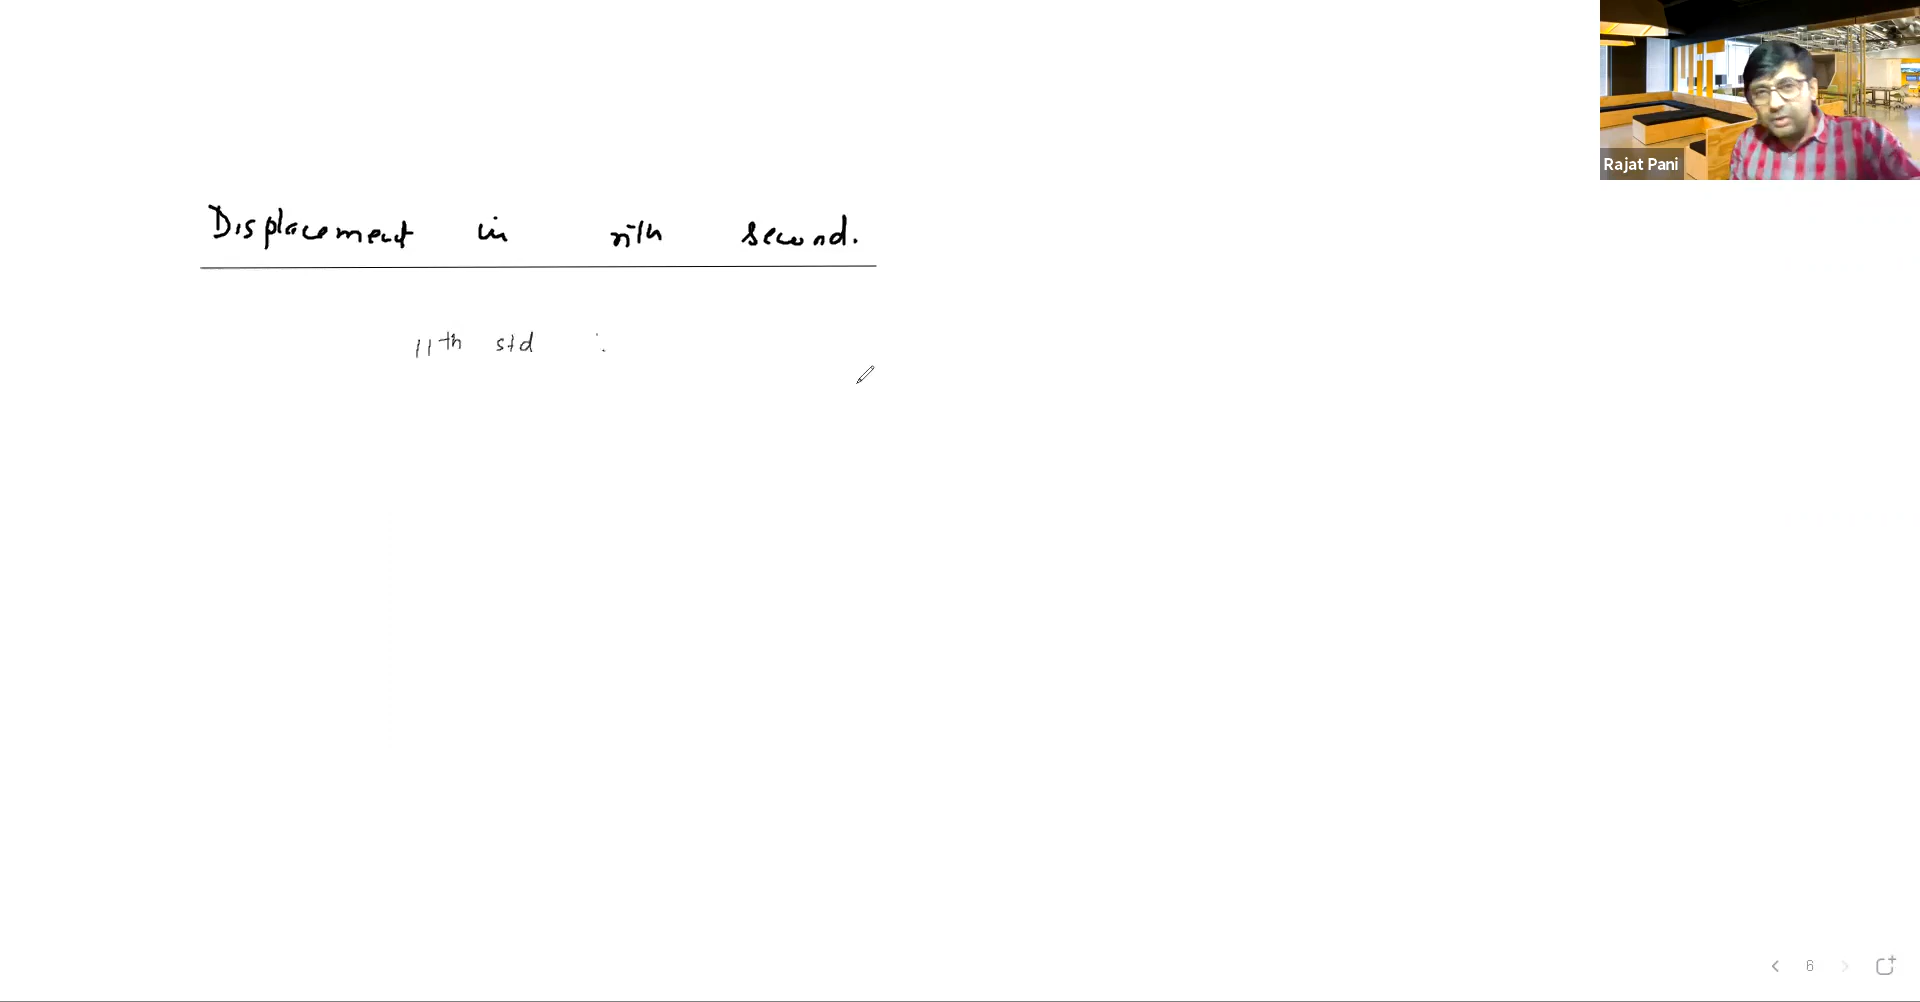 Displacement in nth second.
11th std :
Rajat Pani
6